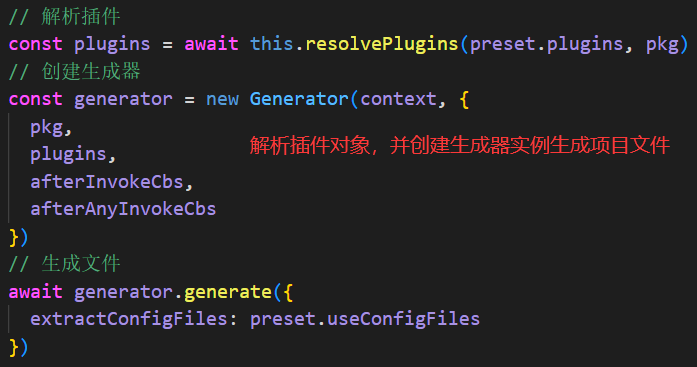 // 解析插件
const plugins = await this.resolvePlugins(preset.plugins, pkg)
// 创建生成器
const generator = new Generator(context, {
  pkg,
  plugins,
  afterInvokeCbs,
  afterAnyInvokeCbs
})
解析插件对象，并创建生成器实例生成项目文件
// 生成文件
await generator.generate({
  extractConfigFiles: preset.useConfigFiles
})